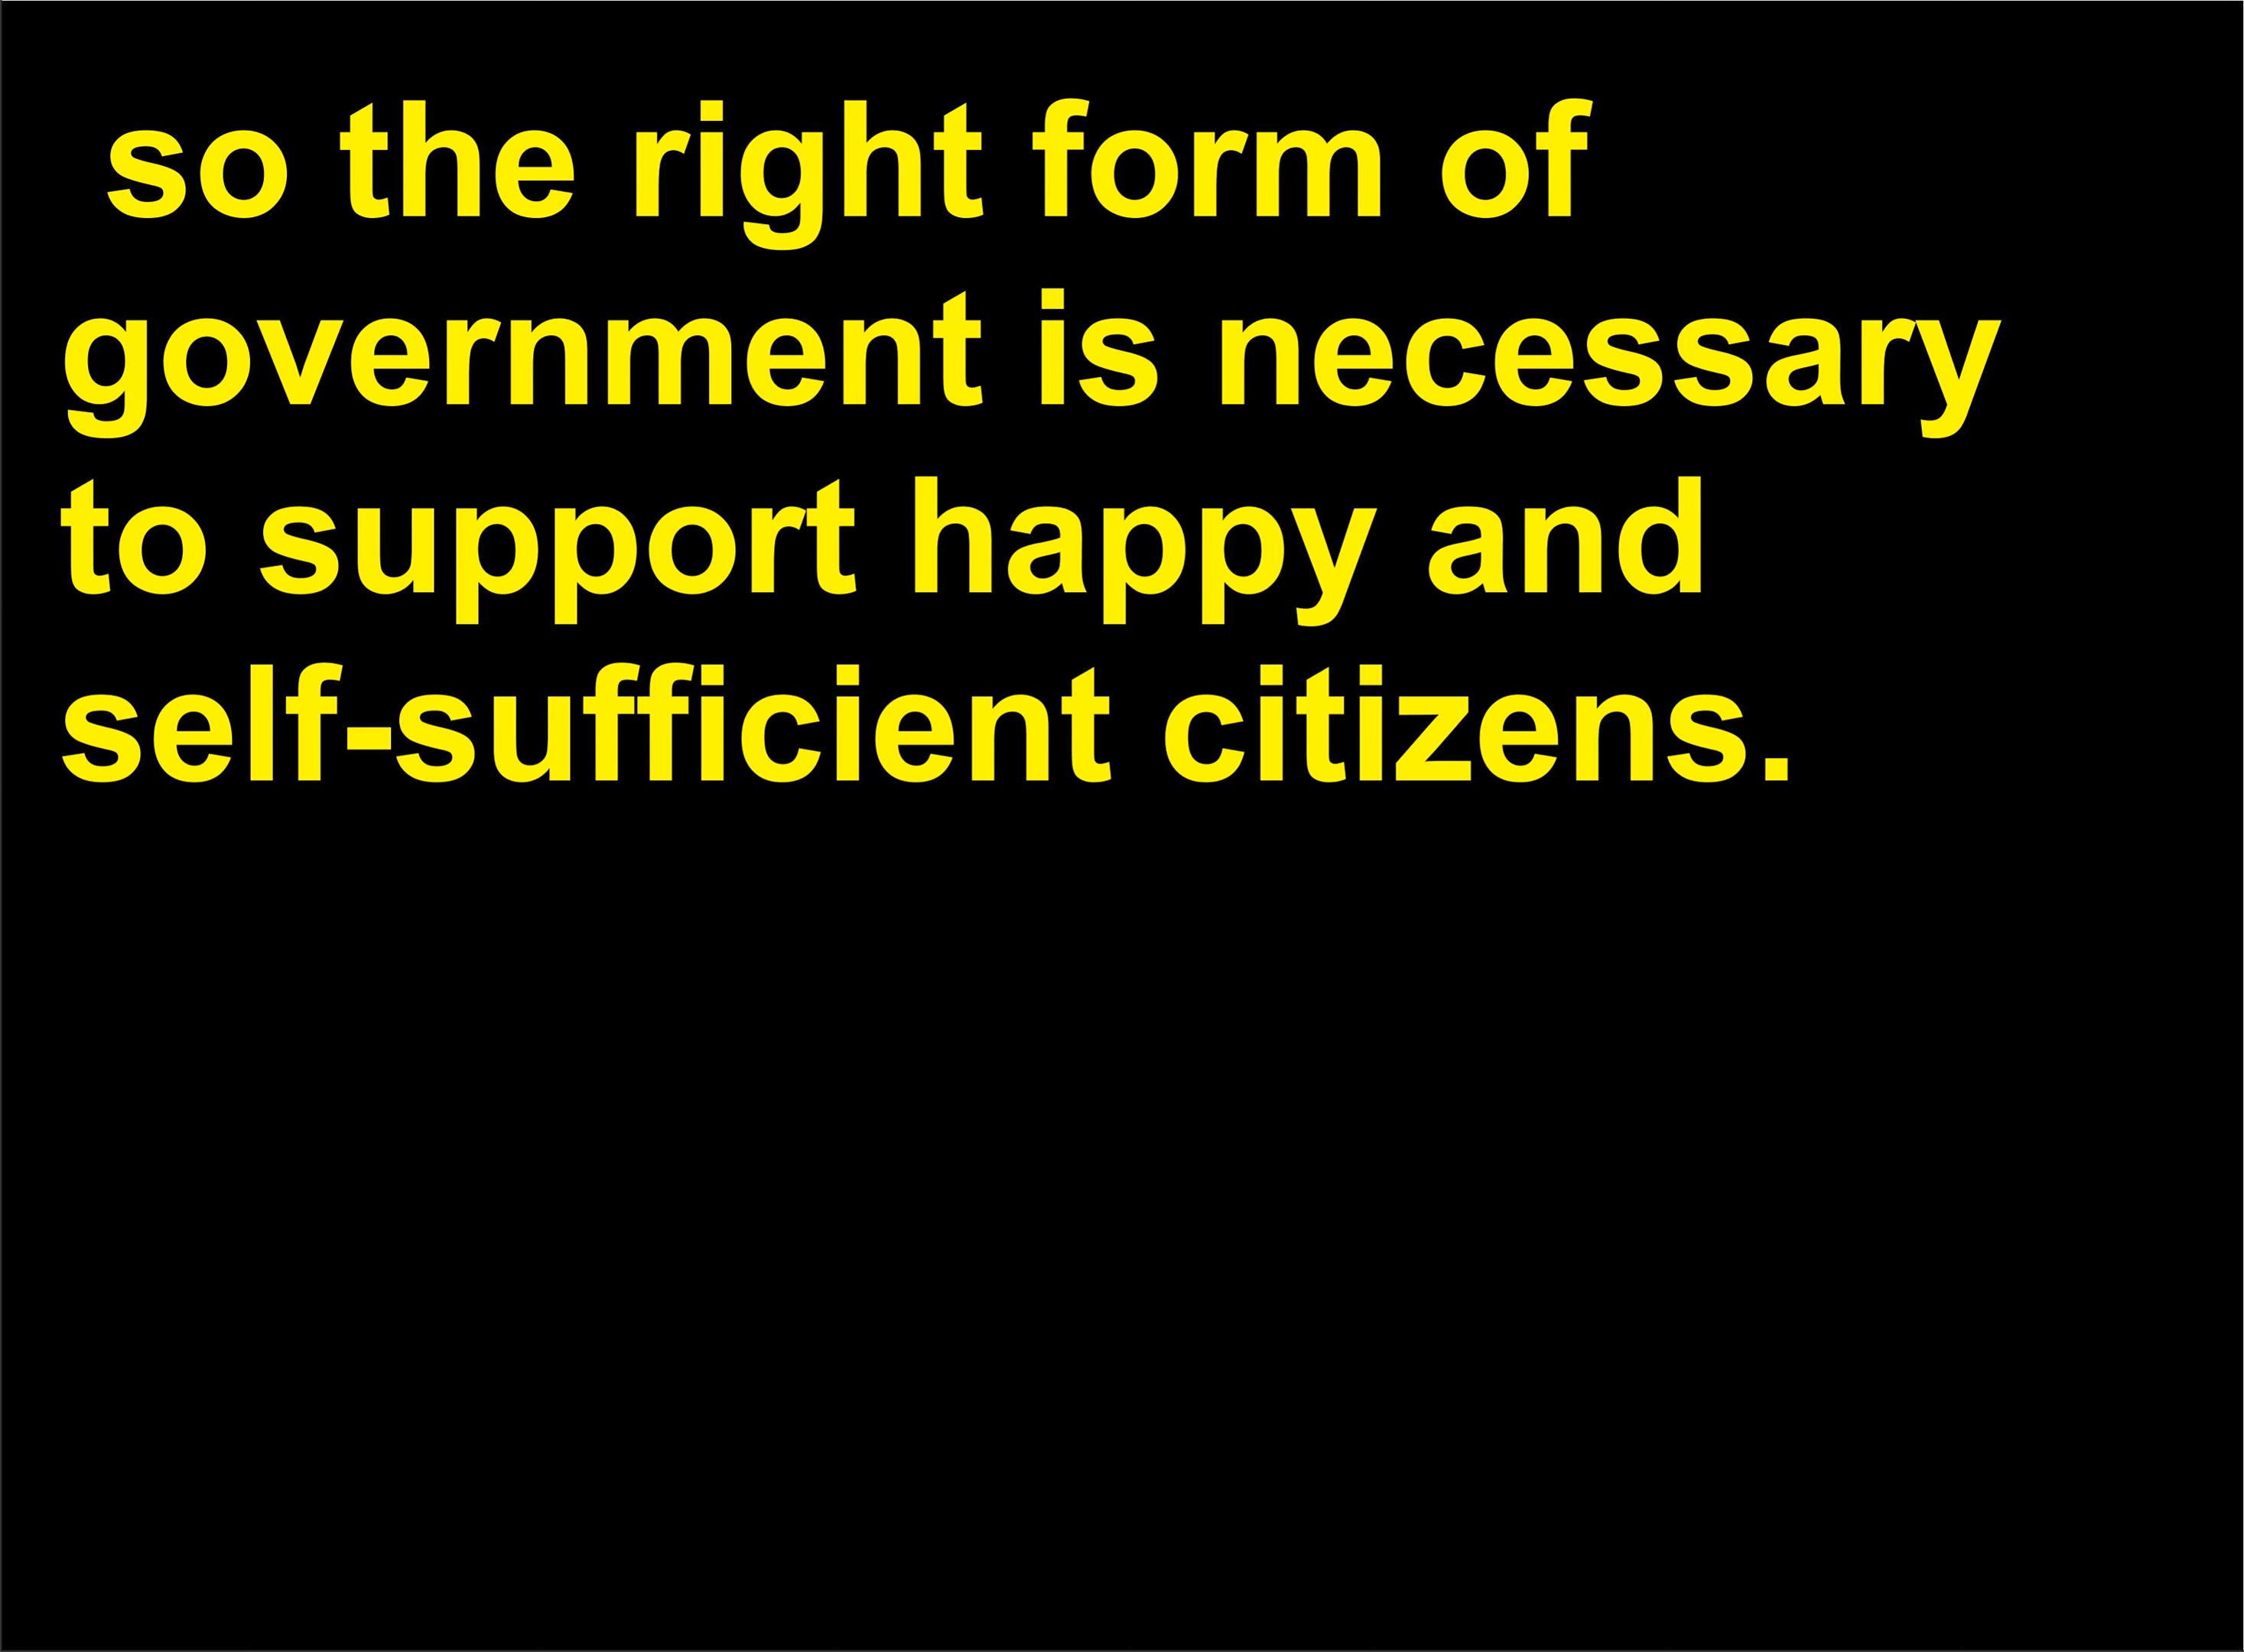 so the right form of
government is necessary
to support happy and
self-sufficient citizens.